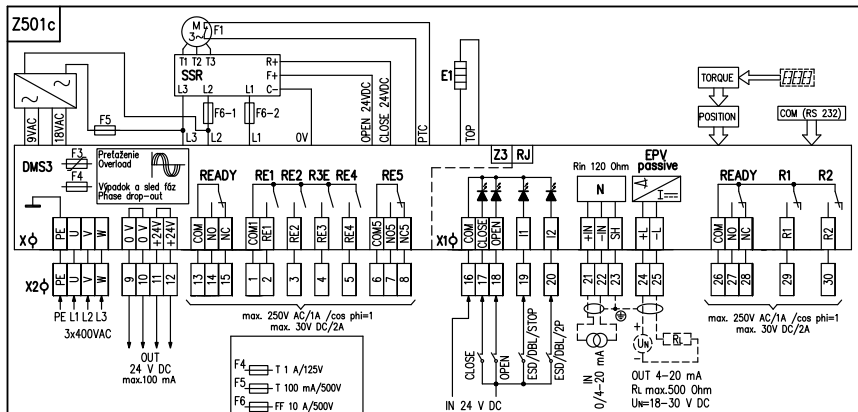 Z501c
M
3~
F1
T1 T2 T3
SSR
R+
F+
C−
L3 L2 L1
F6-1
F6-2
F5
9VAC
18VAC
L3 L2 L1 0V
OPEN 24VDC
CLOSE 24VDC
PTC
E1
TOP
TORQUE
POSITION
COM (RS 232)
DMS3
F3
F4
Preťaženie
Overload
Výpadok a sled fáz
Phase drop-out
READY
RE1 RE2 R3E RE4
RE5
Z3 RJ
Rin 120 Ohm
N
EPV
passive
I
READY
R1
R2
X
PE U V W
0 V
0 V
+24V
+24V
COM NO NC
COM1 RE1 RE2 RE3 RE4
COM5 NO5 NC5
X1
COM CLOSE OPEN I1 I2
+IN −IN SH
+L −L
COM NO NC R1 R2
X2
PE U V W
9 10 11 12
13 14 15
1 2 3 4 5
6 7 8
16 17 18 19 20
21 22 23
24 25
26 27 28 29 30
PE L1 L2 L3
3x400VAC
OUT
24 V DC
max.100 mA
max. 250V AC/1A /cos phi=1
max. 30V DC/2A
F4 T 1 A/125V
F5 T 100 mA/500V
F6 FF 10 A/500V
CLOSE
OPEN
ESD/DBL/STOP
ESD/DBL/2P
IN 24 V DC
IN
0/4-20 mA
+
UN
−
RL
OUT 4-20 mA
RL max.500 Ohm
UN=18-30 V DC
max. 250V AC/1A /cos phi=1
max. 30V DC/2A